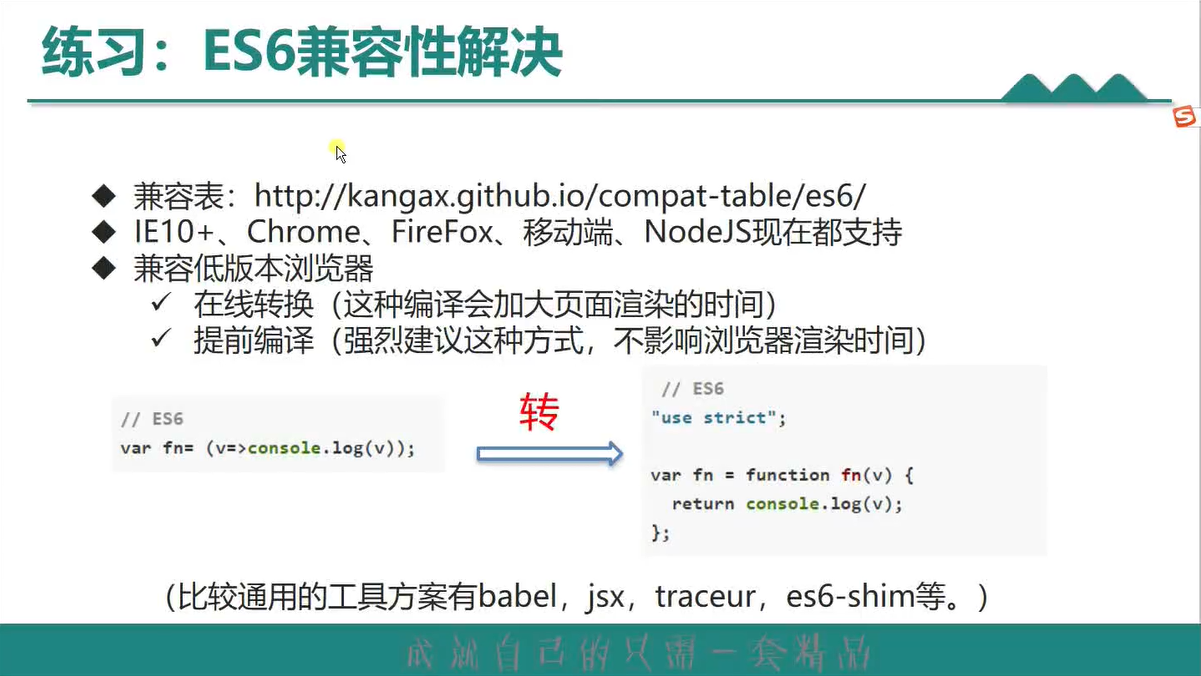 练习：ES6兼容性解决
◆ 兼容表：http://kangax.github.io/compat-table/es6/
◆ IE10+、Chrome、FireFox、移动端、NodeJS现在都支持
◆ 兼容低版本浏览器
✓ 在线转换（这种编译会加大页面渲染的时间）
✓ 提前编译（强烈建议这种方式，不影响浏览器渲染时间）
// ES6
var fn= (v=>console.log(v));
转
// ES6
"use strict";
var fn = function fn(v) {
return console.log(v);
};
（比较通用的工具方案有babel，jsx，traceur，es6-shim等。）
成就自己的只需一套精品